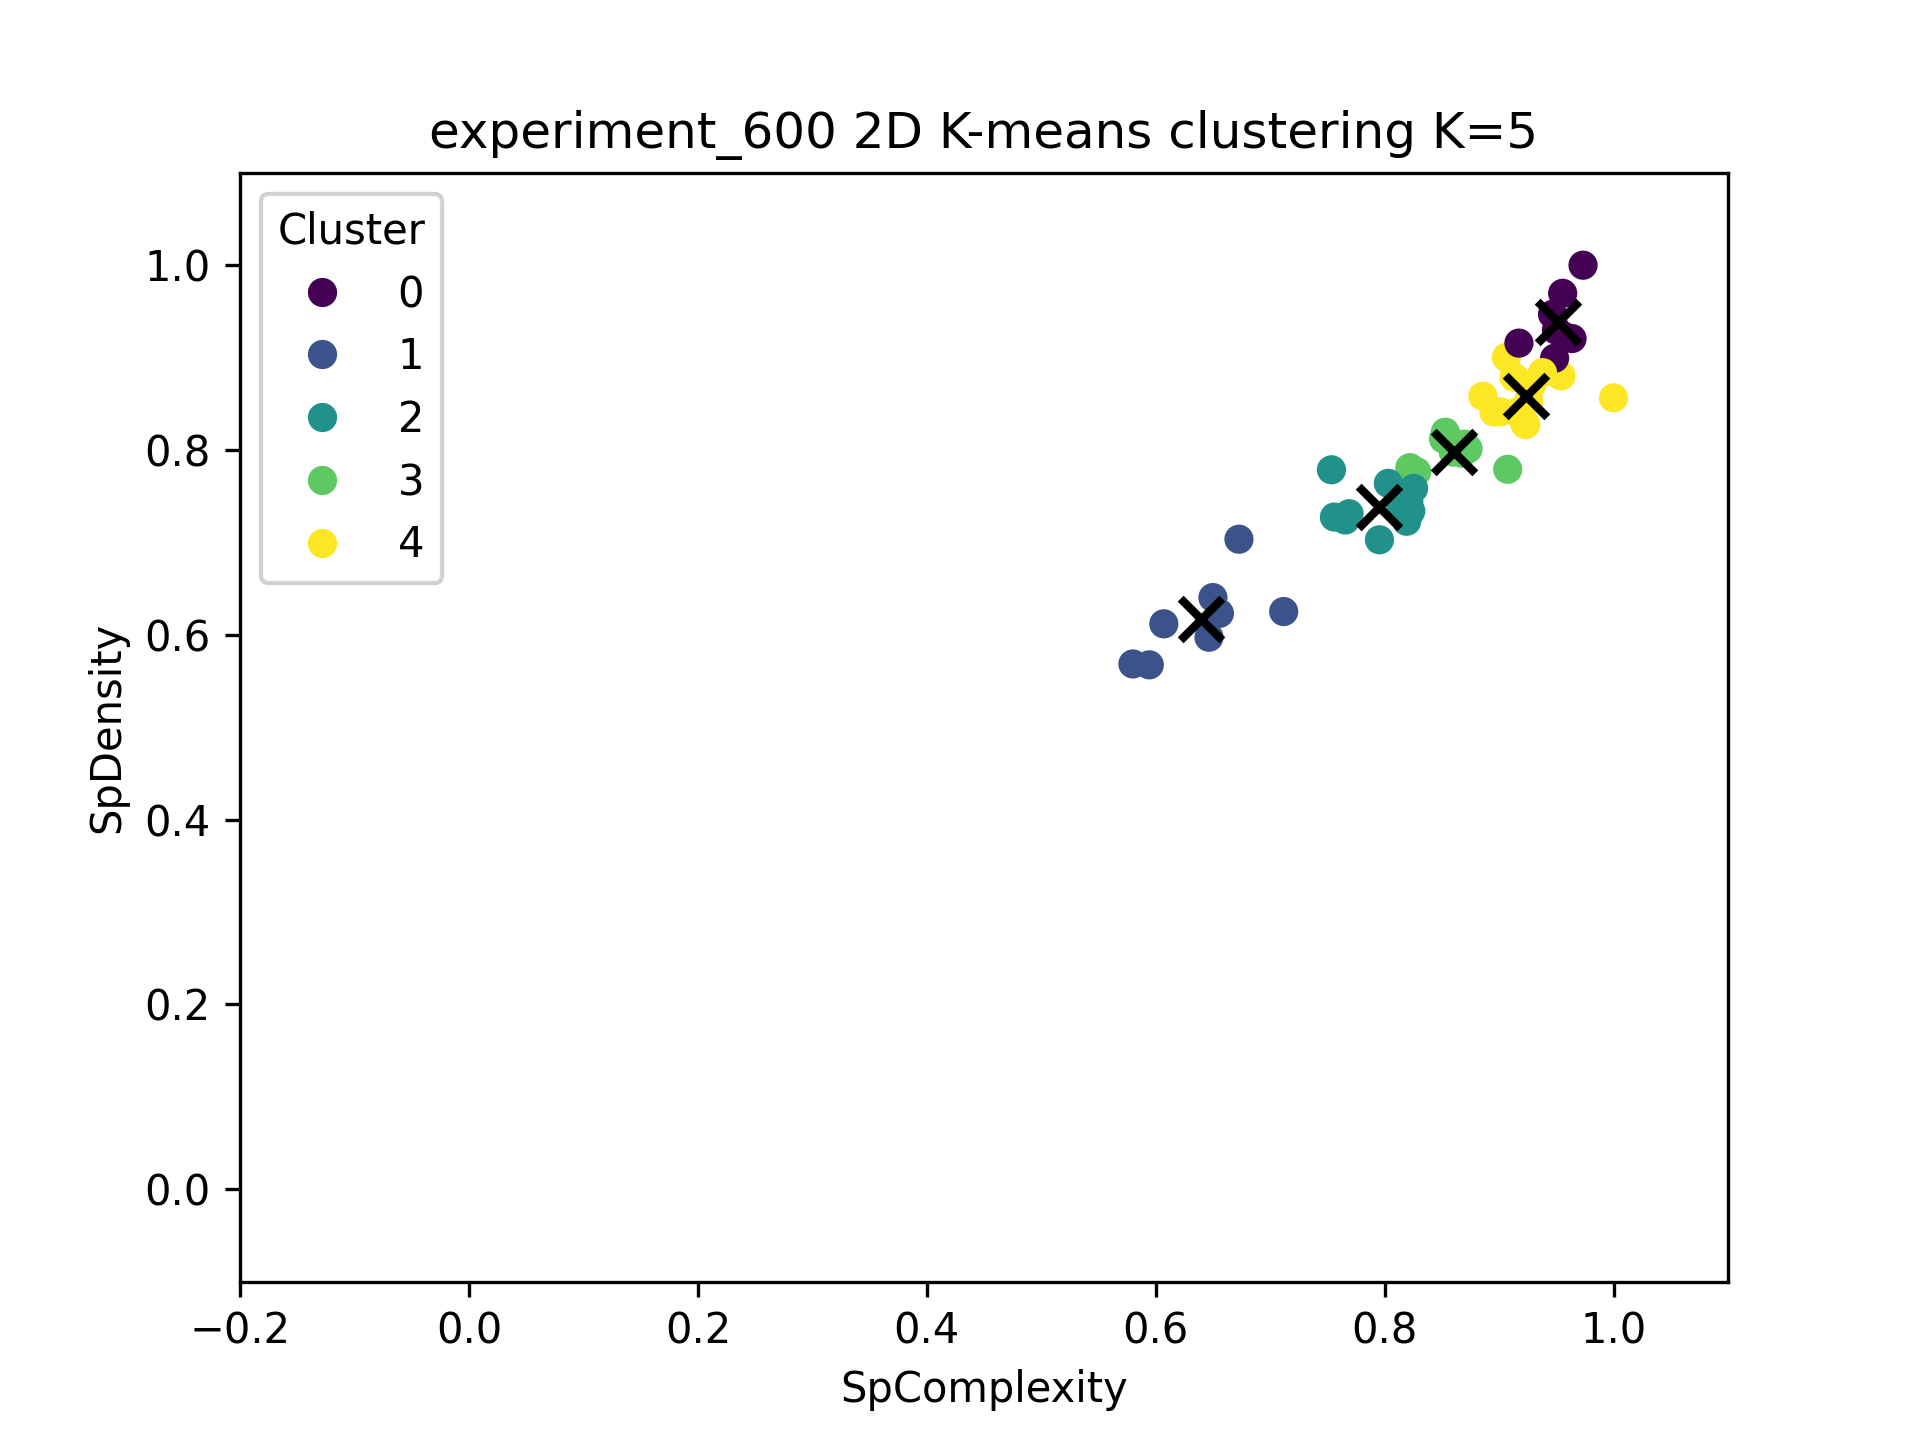 experiment_600 2D K-means clustering K=5
Cluster
0
1
2
3
4
SpDensity
1.0
0.8
0.6
0.4
0.2
0.0
−0.2 0.0 0.2 0.4 0.6 0.8 1.0
SpComplexity